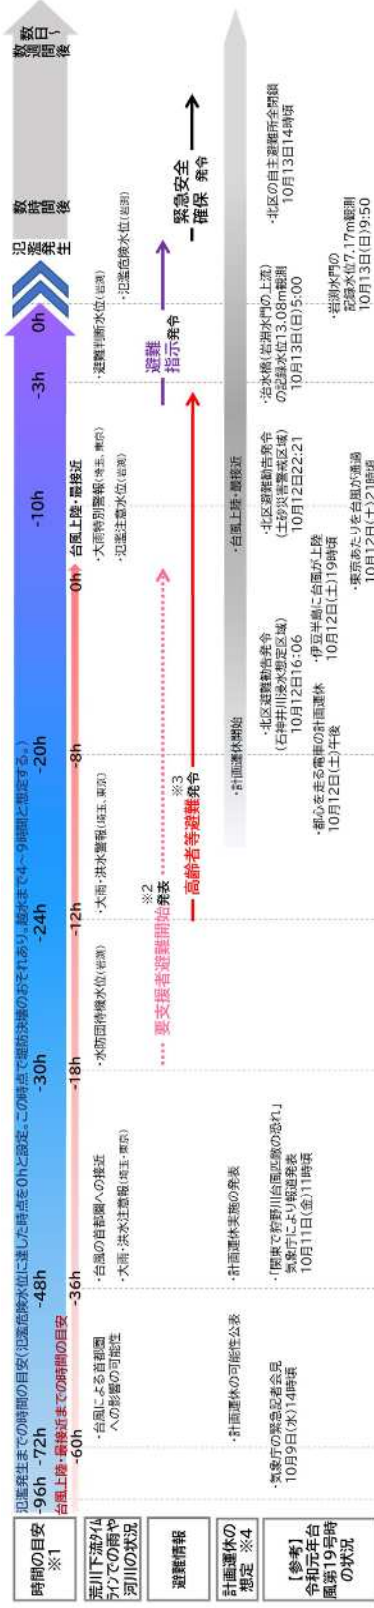 時間の目安
※1
氾濫発生までの時間の目安(氾濫危険水位に達した時点を0hと設定。この時点で堤防決壊のおそれあり。越水まで4～9時間と想定する。)
-96h -72h -48h -30h -24h -20h -10h -3h 0h
氾濫発生
数時間後
数日～
数週間後
台風上陸・最接近までの時間の目安
-60h -36h -18h -12h -8h 0h 台風上陸・最接近
荒川下流タイム
ラインでの雨や
河川の状況
・台風による首都圏
への影響の可能性
・台風の首都圏への接近
・大雨・洪水注意報(埼玉・東京)
・水防団待機水位(岩淵)
・大雨・洪水警報(埼玉、東京)
・大雨特別警報(埼玉、東京)
・氾濫注意水位(岩淵)
・避難判断水位(岩淵)
・氾濫危険水位(岩淵)
避難情報
※2
要支援者避難開始発表
※3
高齢者等避難発令
避難
指示発令
緊急安全
確保 発令
計画運休の
想定 ※4
・計画運休の可能性公表
・計画運休実施の発表
・計画運休開始
・台風上陸・最接近
【参考】
令和元年台
風第19号時
の状況
・気象庁の緊急記者会見
10月9日(水)14時頃
・「関東で狩野川台風匹敵の恐れ」
気象庁により報道発表
10月11日(金)11時頃
・都心を走る電車の計画運休
10月12日(土)午後
・北区避難勧告発令
(石神井川浸水想定区域)
10月12日16:06
・伊豆半島に台風が上陸
10月12日(土)19時頃
・東京あたりを台風が通過
10月12日(土)21時頃
・北区避難勧告発令
(土砂災害警戒区域)
10月12日22:21
・治水橋(岩淵水門の上流)
の記録水位13.08m観測
10月13日(日)5:00
・岩淵水門の
記録水位7.17m観測
10月13日(日)9:50
・北区の自主避難所全閉鎖
10月13日14時頃